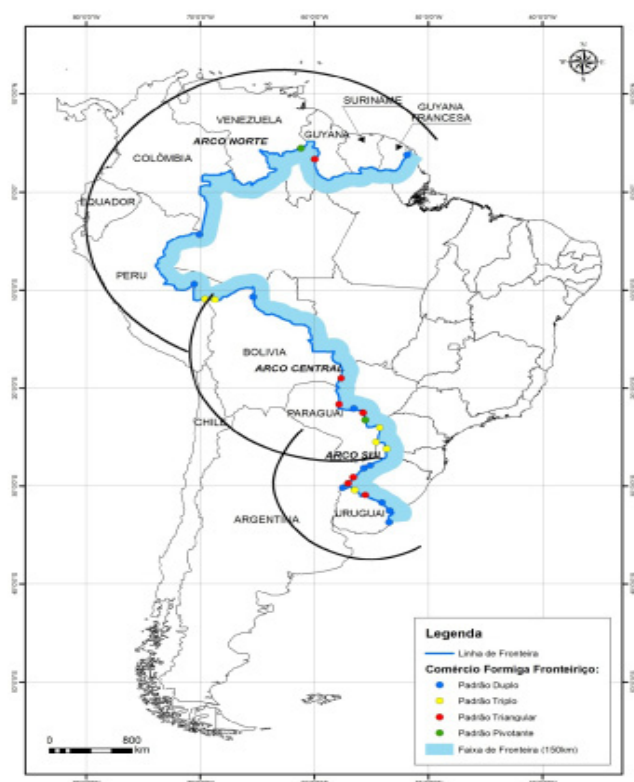 N
VENEZUELA
SURINAME
GUYANA FRANCESA
ARCO NORTE
GUYANA
COLÔMBIA
EQUADOR
PERU
BOLIVIA
ARCO CENTRAL
PARAGUAI
CHILE
ARCO SUL
ARGENTINA
URUGUAI
Legenda
Linha de Fronteira
Comércio Formiga Fronteiriço:
Padrão Duplo
Padrão Triplo
Padrão Triangular
Padrão Pivotante
Faixa de Fronteira (150km)
0 800
km